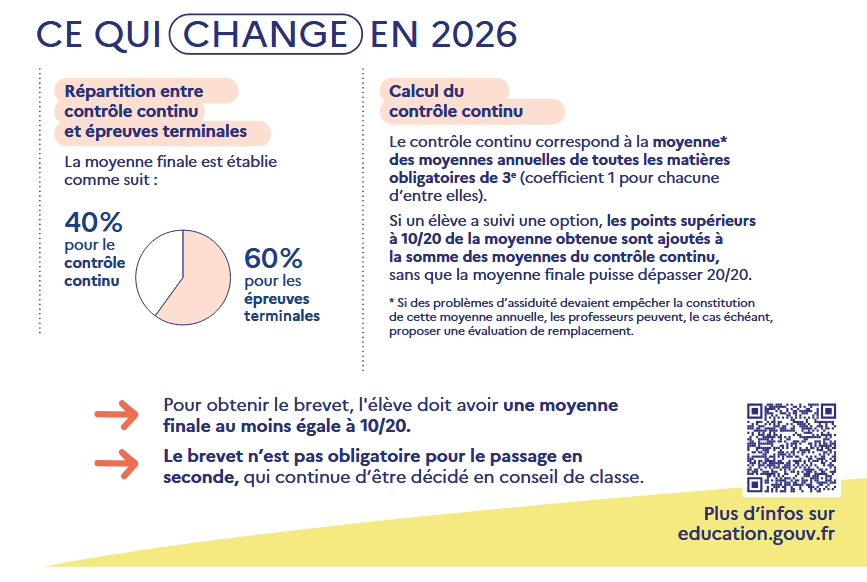 CE QUI CHANGE EN 2026
Répartition entre
contrôle continu
et épreuves terminales
La moyenne finale est établie
comme suit :
40%
pour le
contrôle
continu
60%
pour les
épreuves
terminales
Calcul du
contrôle continu
Le contrôle continu correspond à la moyenne*
des moyennes annuelles de toutes les matières
obligatoires de 3e (coefficient 1 pour chacune
d’entre elles).
Si un élève a suivi une option, les points supérieurs
à 10/20 de la moyenne obtenue sont ajoutés à
la somme des moyennes du contrôle continu,
sans que la moyenne finale puisse dépasser 20/20.
* Si des problèmes d’assiduité devaient empêcher la constitution
de cette moyenne annuelle, les professeurs peuvent, le cas échéant,
proposer une évaluation de remplacement.
Pour obtenir le brevet, l'élève doit avoir une moyenne
finale au moins égale à 10/20.
Le brevet n’est pas obligatoire pour le passage en
seconde, qui continue d’être décidé en conseil de classe.
Plus d’infos sur
education.gouv.fr